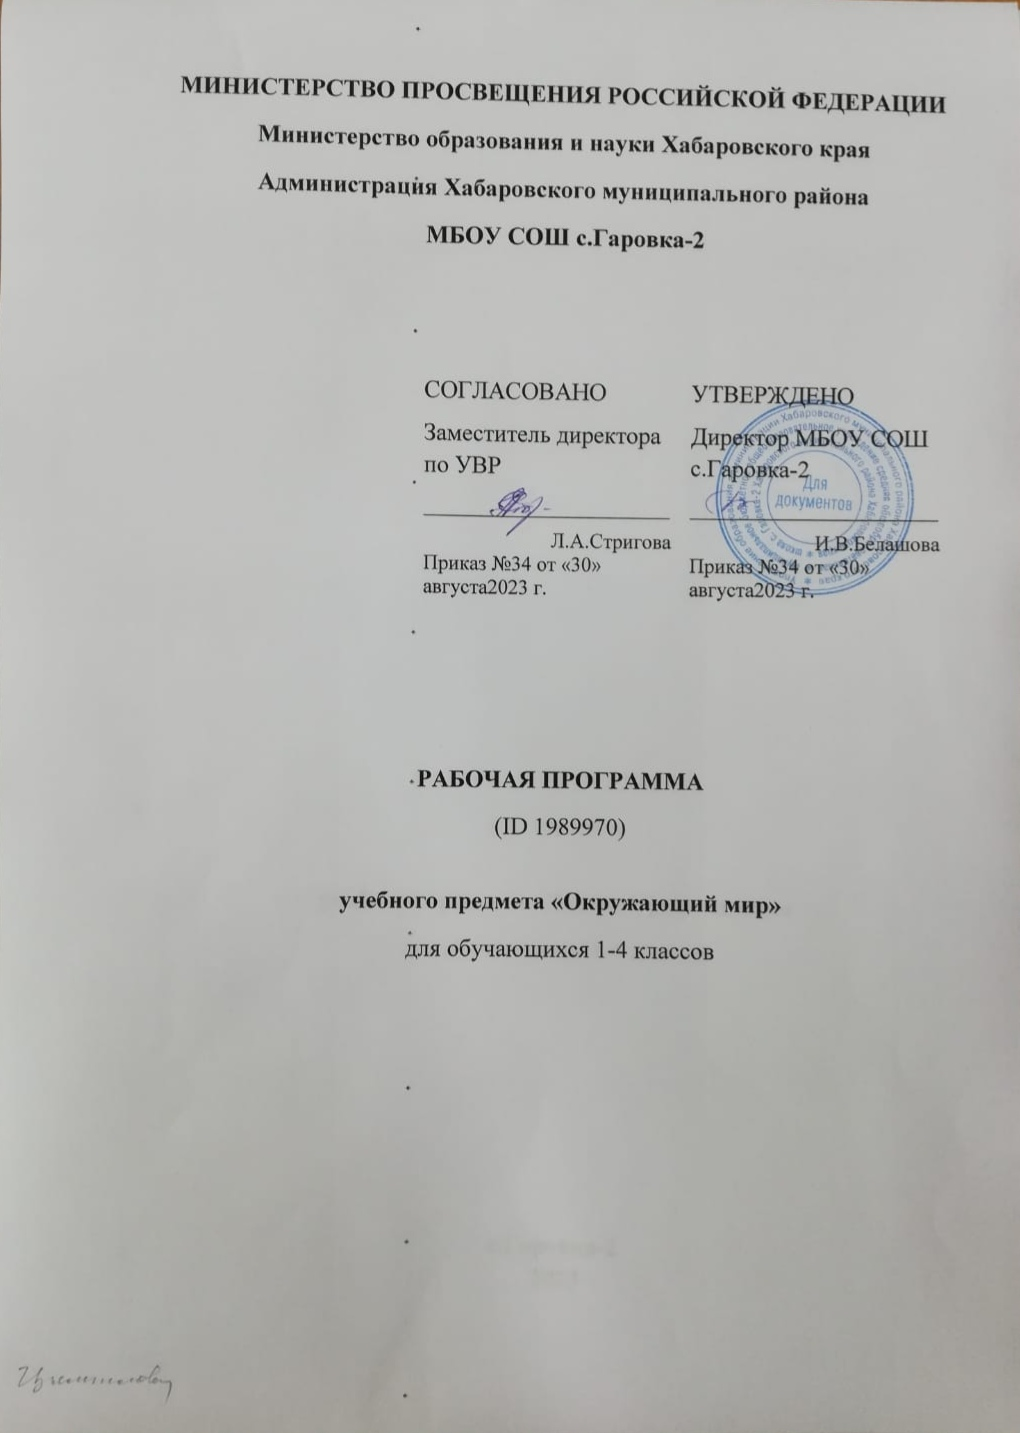 МИНИСТЕРСТВО ПРОСВЕЩЕНИЯ РОССИЙСКОЙ ФЕДЕРАЦИИ
Министерство образования и науки Хабаровского края
Администрация Хабаровского муниципального района
МБОУ СОШ с.Гаровка-2
СОГЛАСОВАНО
Заместитель директора
по УВР
Л.А.Стригова
Приказ №34 от «30»
августа2023 г.
УТВЕРЖДЕНО
Директор МБОУ СОШ
с.Гаровка-2
И.В.Белашова
Приказ №34 от «30»
августа2023 г.
Для
документов
РАБОЧАЯ ПРОГРАММА
(ID 1989970)
учебного предмета «Окружающий мир»
для обучающихся 1-4 классов